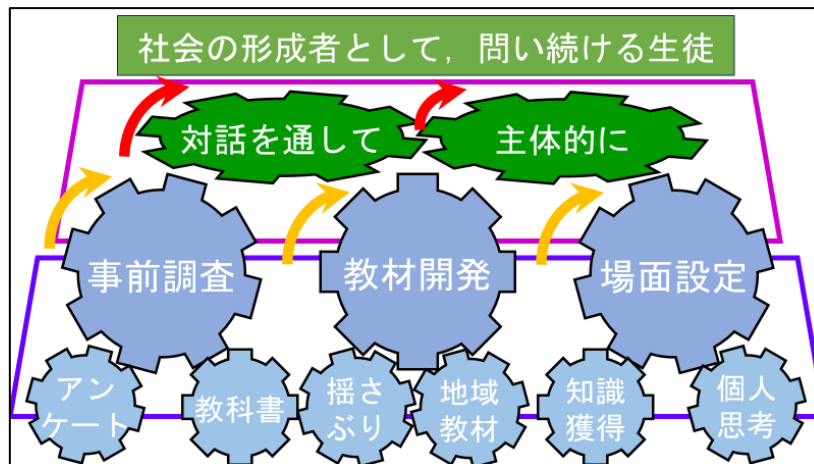 社会の形成者として，問い続ける生徒
対話を通して
主体的に
事前調査
教材開発
場面設定
アン
ケート
教科書
揺さ
ぶり
地域
教材
知識
獲得
個人
思考